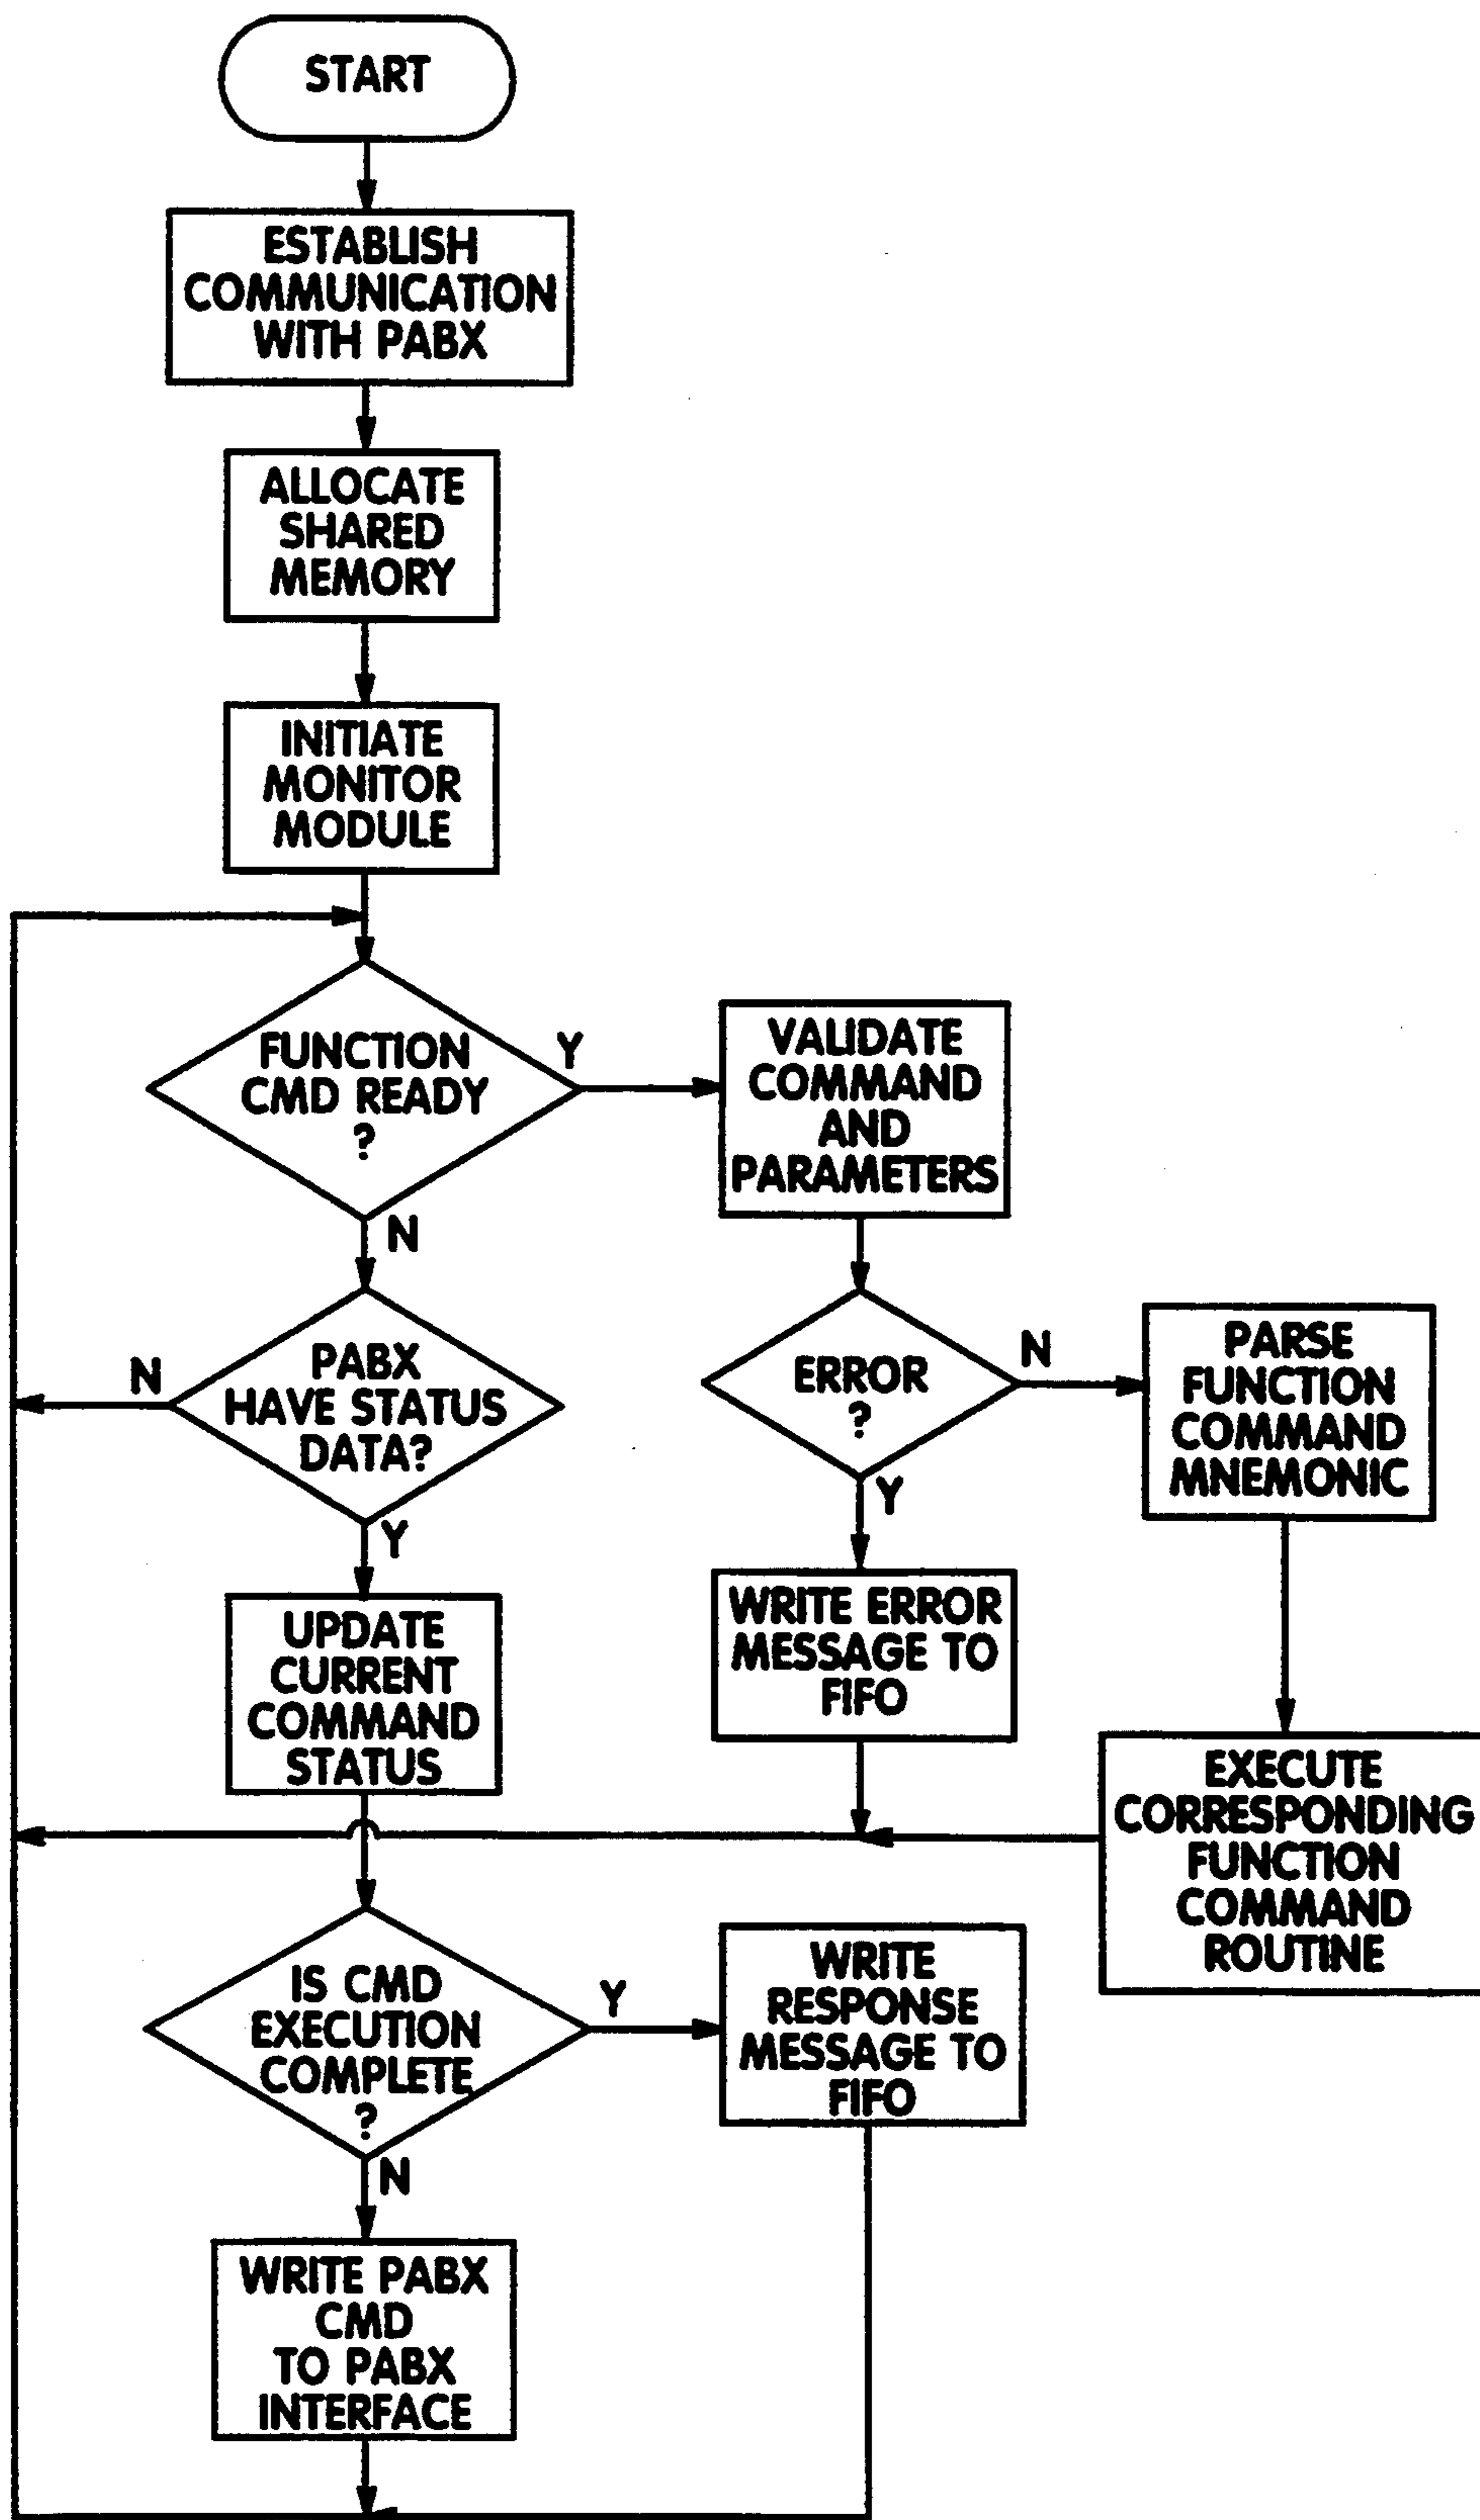 START
ESTABLISH
COMMUNICATION
WITH PABX
ALLOCATE
SHARED
MEMORY
INITIATE
MONITOR
MODULE
FUNCTION
CMD READY
?
Y
N
VALIDATE
COMMAND
AND
PARAMETERS
PABX
HAVE STATUS
DATA?
N
Y
ERROR
?
N
Y
PARSE
FUNCTION
COMMAND
MNEMONIC
UPDATE
CURRENT
COMMAND
STATUS
WRITE ERROR
MESSAGE TO
FIFO
EXECUTE
CORRESPONDING
FUNCTION
COMMAND
ROUTINE
IS CMD
EXECUTION
COMPLETE
?
Y
N
WRITE
RESPONSE
MESSAGE TO
FIFO
WRITE PABX
CMD
TO PABX
INTERFACE